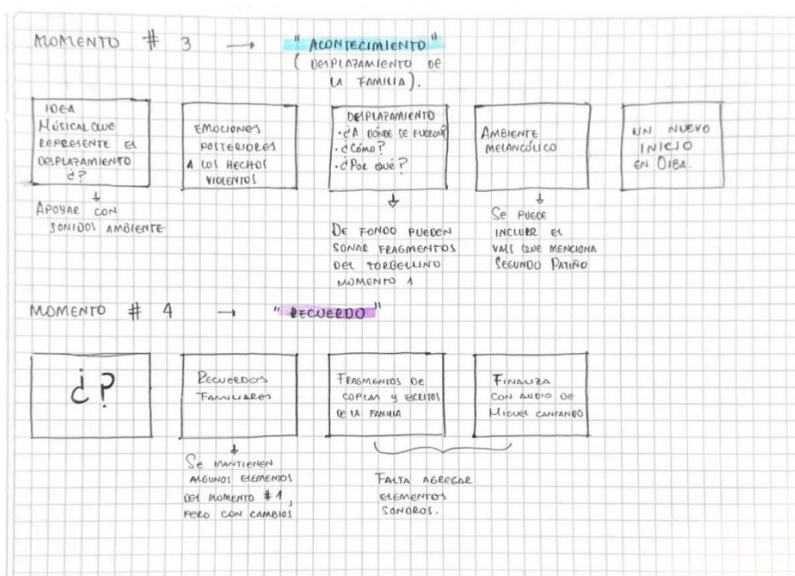 MOMENTO # 3 → "ACONTECIMIENTO"
( DESPLAZAMIENTO DE
LA FAMILIA).
IDEA
MÚSICAL QUE
REPRESENTE EL
DESPLAZAMIENTO
¿?
APOYAR CON
SONIDOS AMBIENTE
EMOCIONES
POSTERIORES
A LOS HECHOS
VIOLENTOS
DESPLAZAMIENTO
· ¿A DÓNDE SE FUERON?
· ¿CÓMO?
· ¿POR QUÉ?
DE FONDO PUEDEN
SONAR FRAGMENTOS
DEL TORBELLINO
MOMENTO 1
AMBIENTE
MELANCÓLICO
SE PUEDE
INCLUIR EL
VALS QUE MENCIONA
SEGUNDO PATIÑO
UN NUEVO
INICIO
EN OIBA.
MOMENTO # 4 → "RECUERDO"
¿?
RECUERDOS
FAMILIARES
SE MANTIENEN
ALGUNOS ELEMENTOS
DEL MOMENTO #1,
PERO CON CAMBIOS
FRAGMENTOS DE
COPLAS Y ESCRITOS
DE LA FAMILIA
FINALIZA
CON AUDIO DE
MIGUEL CANTANDO
FALTA AGREGAR
ELEMENTOS
SONOROS.